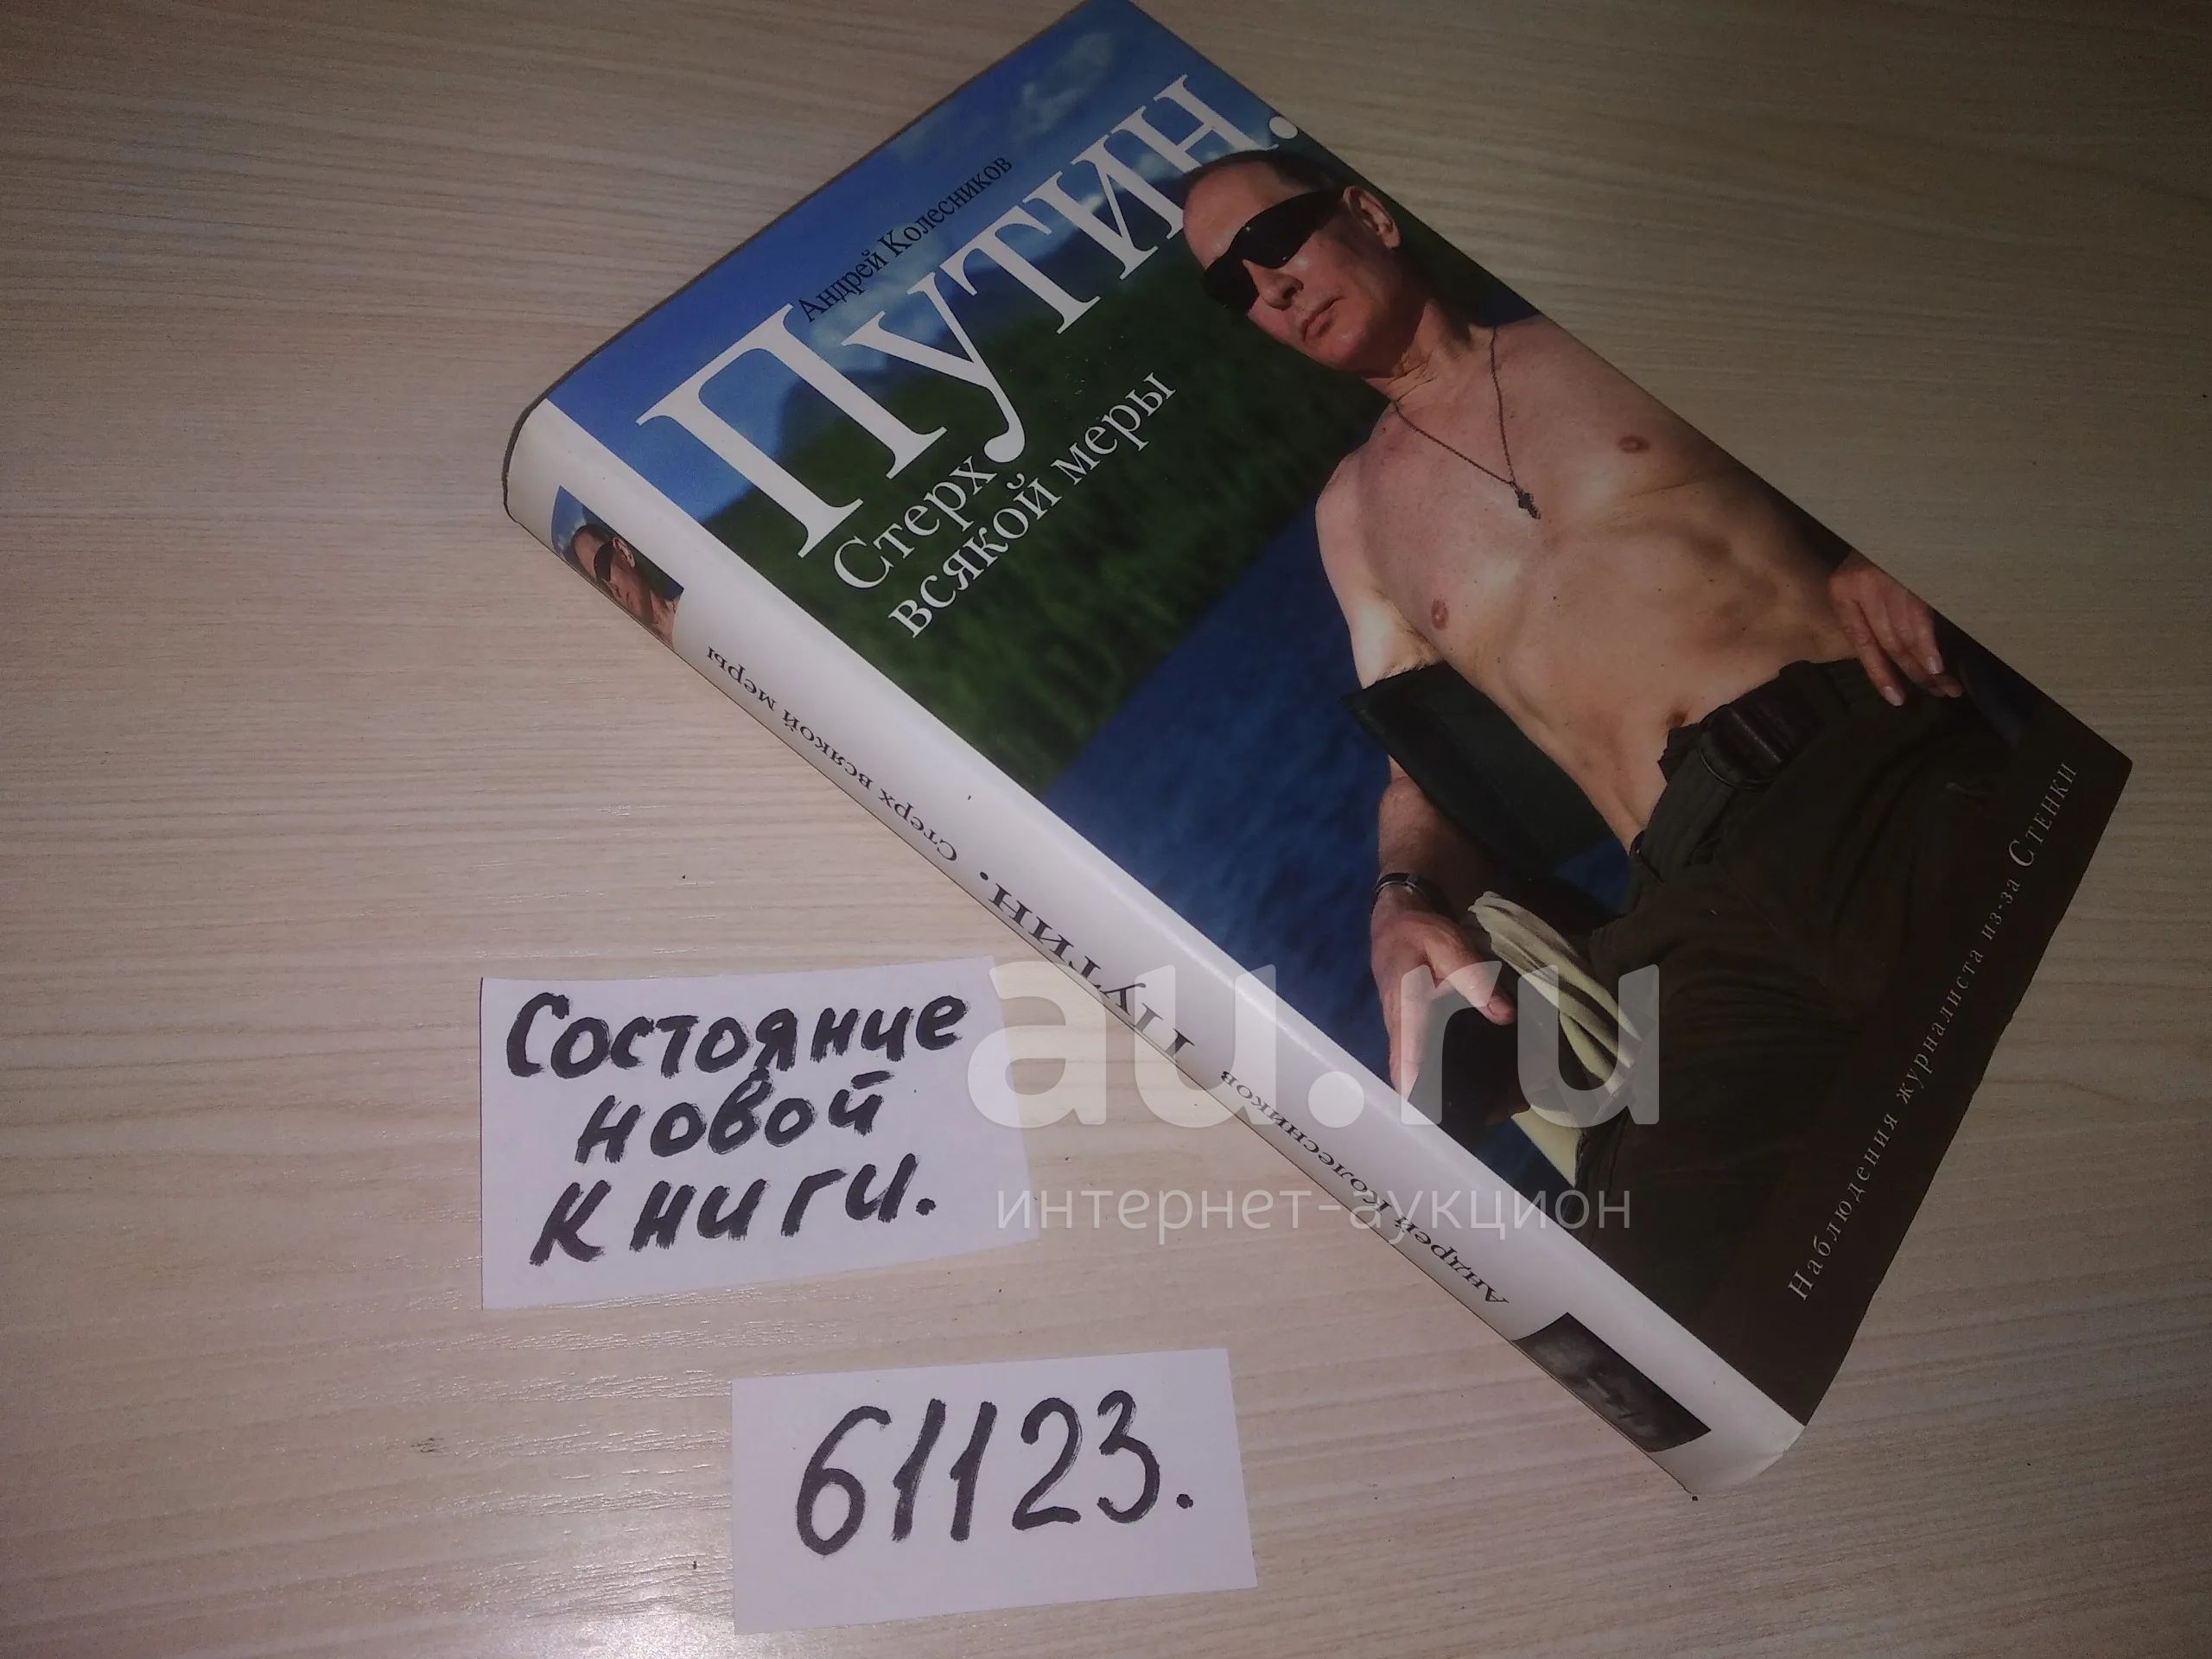 Андрей Колесников
Путин.
Стерх
всякой меры
Наблюдения журналиста из-за Стенки
Андрей Колесников Путин. Стерх всякой меры
au.ru
интернет-аукцион
Состояние
новой
книги.
61123.